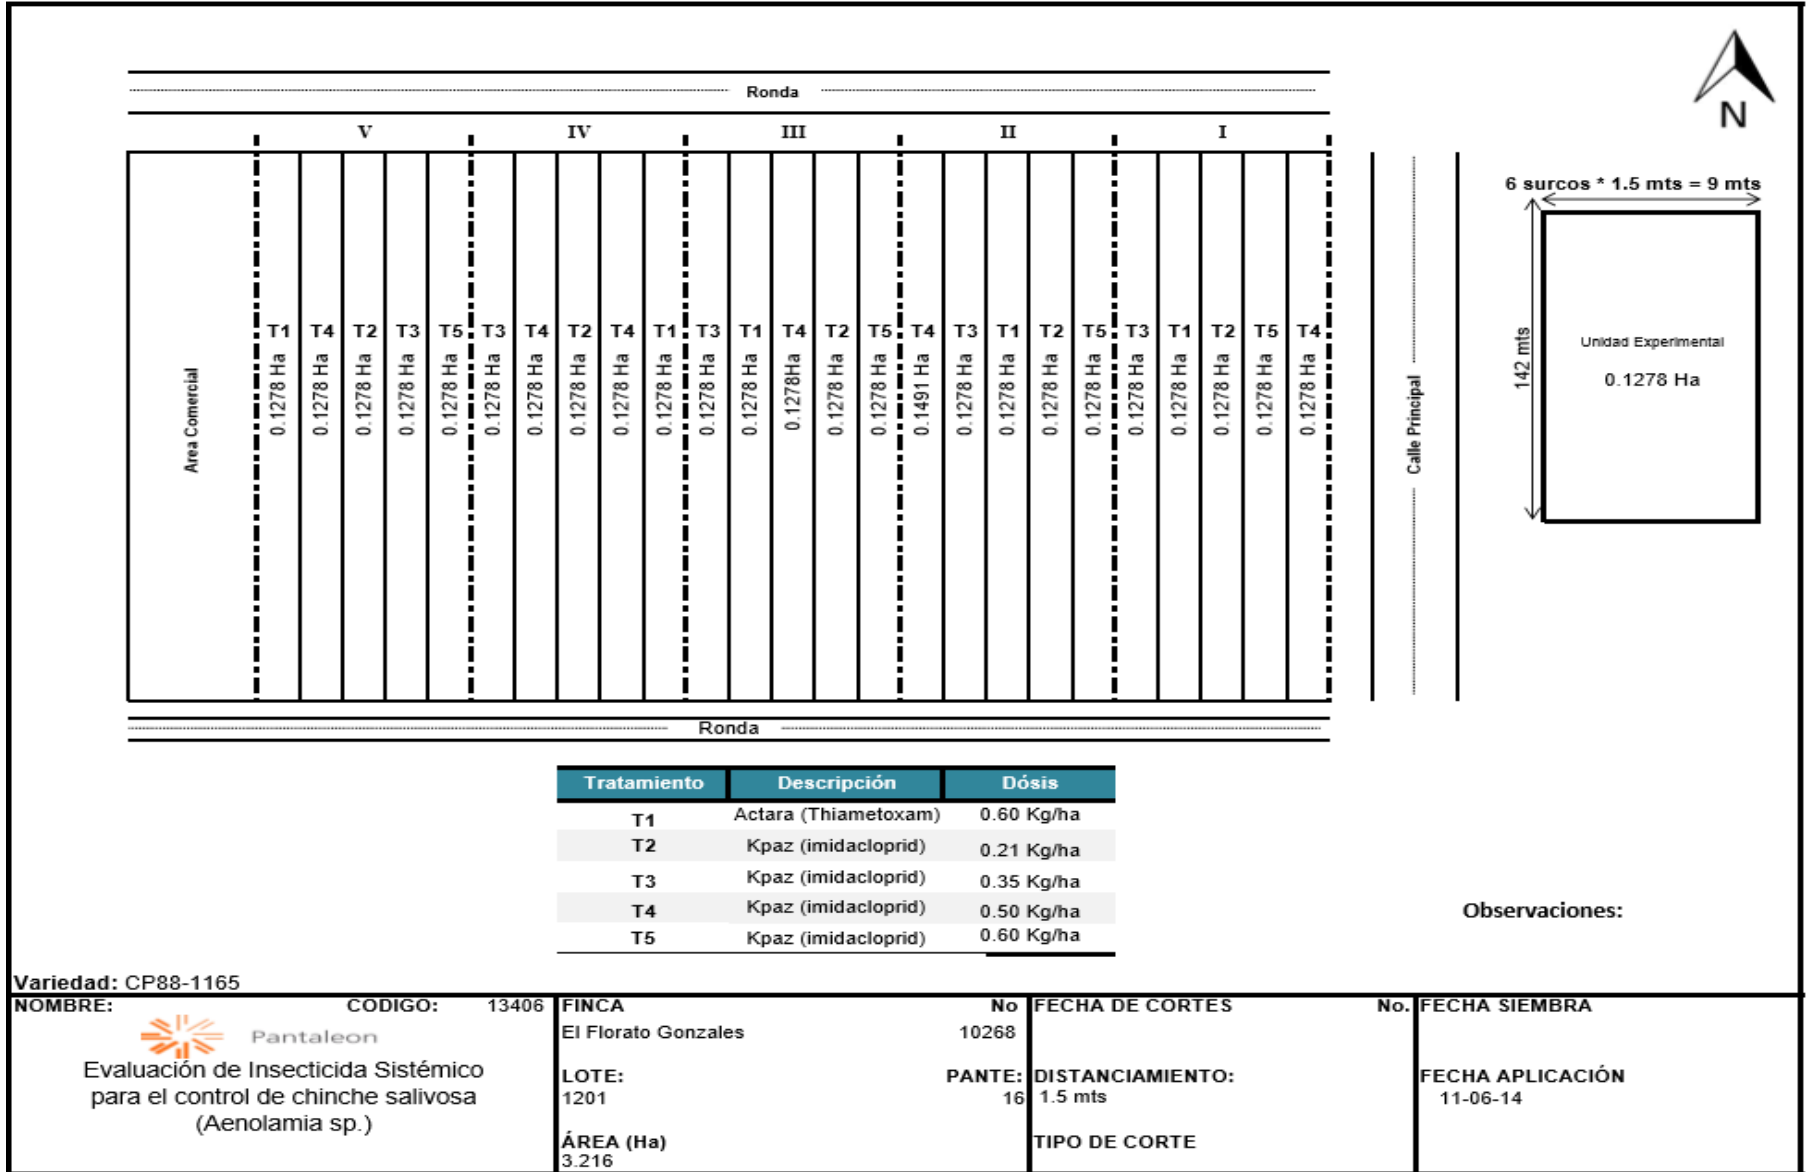 Ronda
N
V IV III II I
6 surcos * 1.5 mts = 9 mts
T1 T4 T2 T3 T5 T3 T4 T2 T4 T1 T3 T1 T4 T2 T5 T4 T3 T1 T2 T5 T3 T1 T2 T5 T4
0.1278 Ha 0.1278 Ha 0.1278 Ha 0.1278 Ha 0.1278 Ha 0.1278 Ha 0.1278 Ha 0.1278 Ha 0.1278 Ha 0.1278 Ha 0.1278 Ha 0.1278 Ha 0.1278Ha 0.1278 Ha 0.1278 Ha 0.1491 Ha 0.1278 Ha 0.1278 Ha 0.1278 Ha 0.1278 Ha 0.1278 Ha 0.1278 Ha 0.1278 Ha 0.1278 Ha 0.1278 Ha
Area Comercial
Calle Principal
142 mts
Unidad Experimental
0.1278 Ha
Ronda
Tratamiento Descripción Dósis
T1 Actara (Thiametoxam) 0.60 Kg/ha
T2 Kpaz (imidacloprid) 0.21 Kg/ha
T3 Kpaz (imidacloprid) 0.35 Kg/ha
T4 Kpaz (imidacloprid) 0.50 Kg/ha
T5 Kpaz (imidacloprid) 0.60 Kg/ha
Observaciones:
Variedad: CP88-1165
NOMBRE: CODIGO: 13406
Pantaleon
Evaluación de Insecticida Sistémico
para el control de chinche salivosa
(Aenolamia sp.)
FINCA No
El Florato Gonzales 10268
LOTE: PANTE:
1201 16
ÁREA (Ha)
3.216
FECHA DE CORTES No.
DISTANCIAMIENTO:
1.5 mts
TIPO DE CORTE
FECHA SIEMBRA
FECHA APLICACIÓN
11-06-14